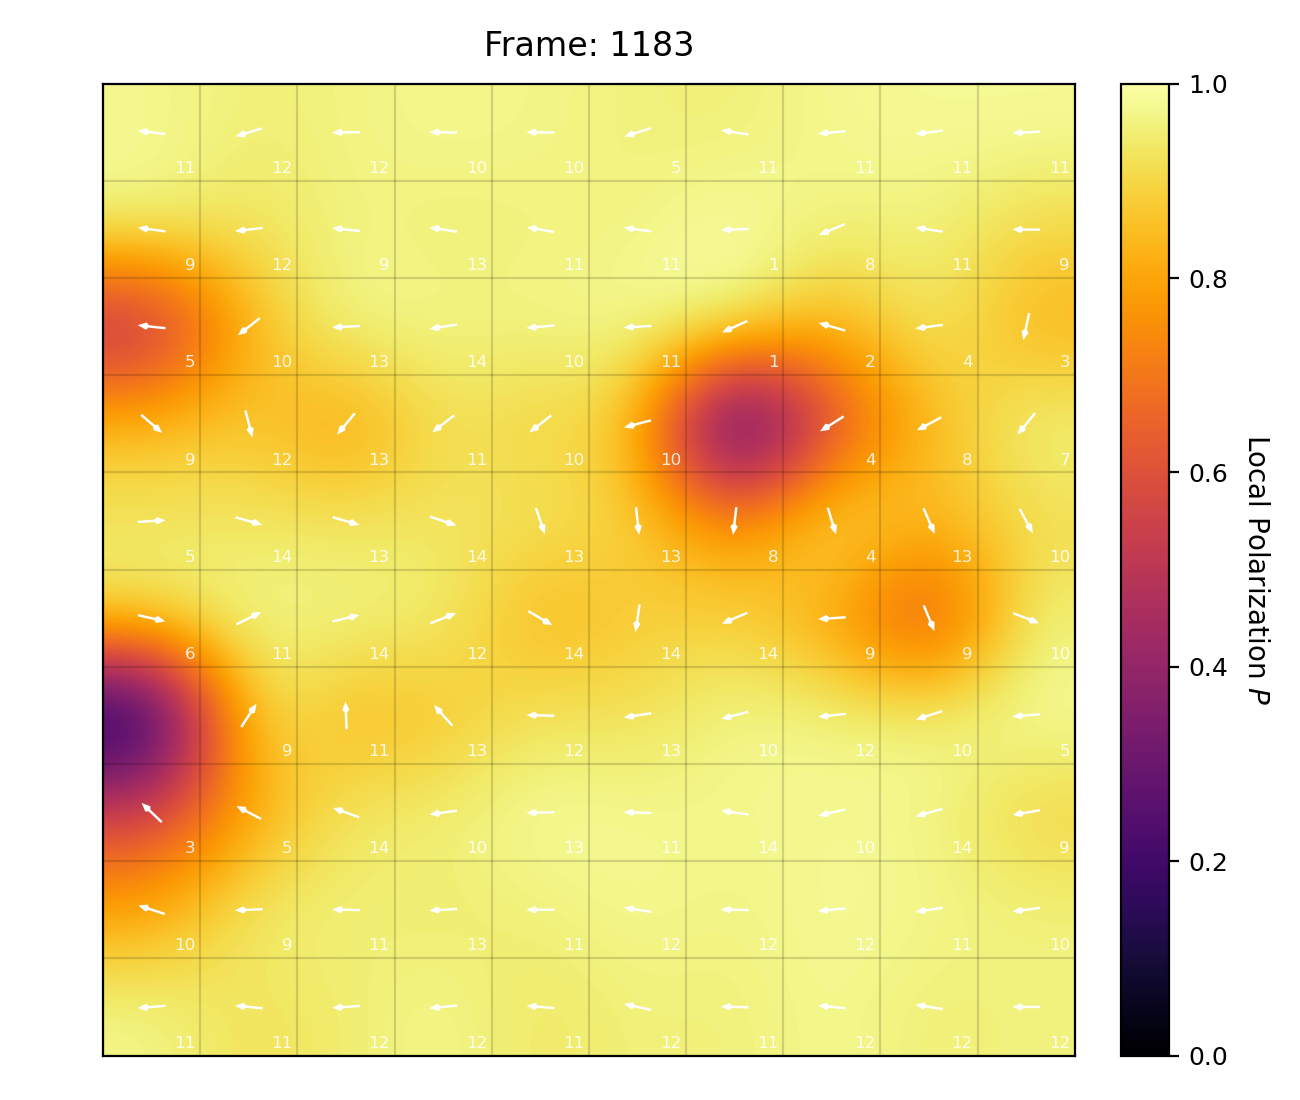 Frame: 1183
11 12 12 10 10 5 11 11 11 11
9 12 9 13 11 11 1 8 11 9
5 10 13 14 10 11 1 2 4 3
9 12 13 11 10 10 4 8 7
5 14 13 14 13 13 8 4 13 10
6 11 14 12 14 14 14 9 9 10
9 11 13 12 13 10 12 10 5
3 5 14 10 13 11 14 10 14 9
10 9 11 13 11 12 12 12 11 10
11 11 12 12 11 12 11 12 12 12
1.0
0.8
0.6
0.4
0.2
0.0
Local Polarization P